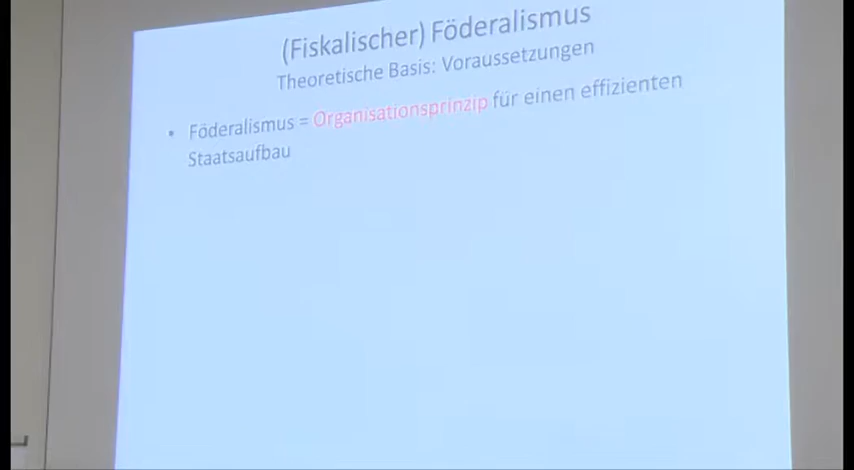 (Fiskalischer) Föderalismus
Theoretische Basis: Voraussetzungen
• Föderalismus = Organisationsprinzip für einen effizienten
Staatsaufbau